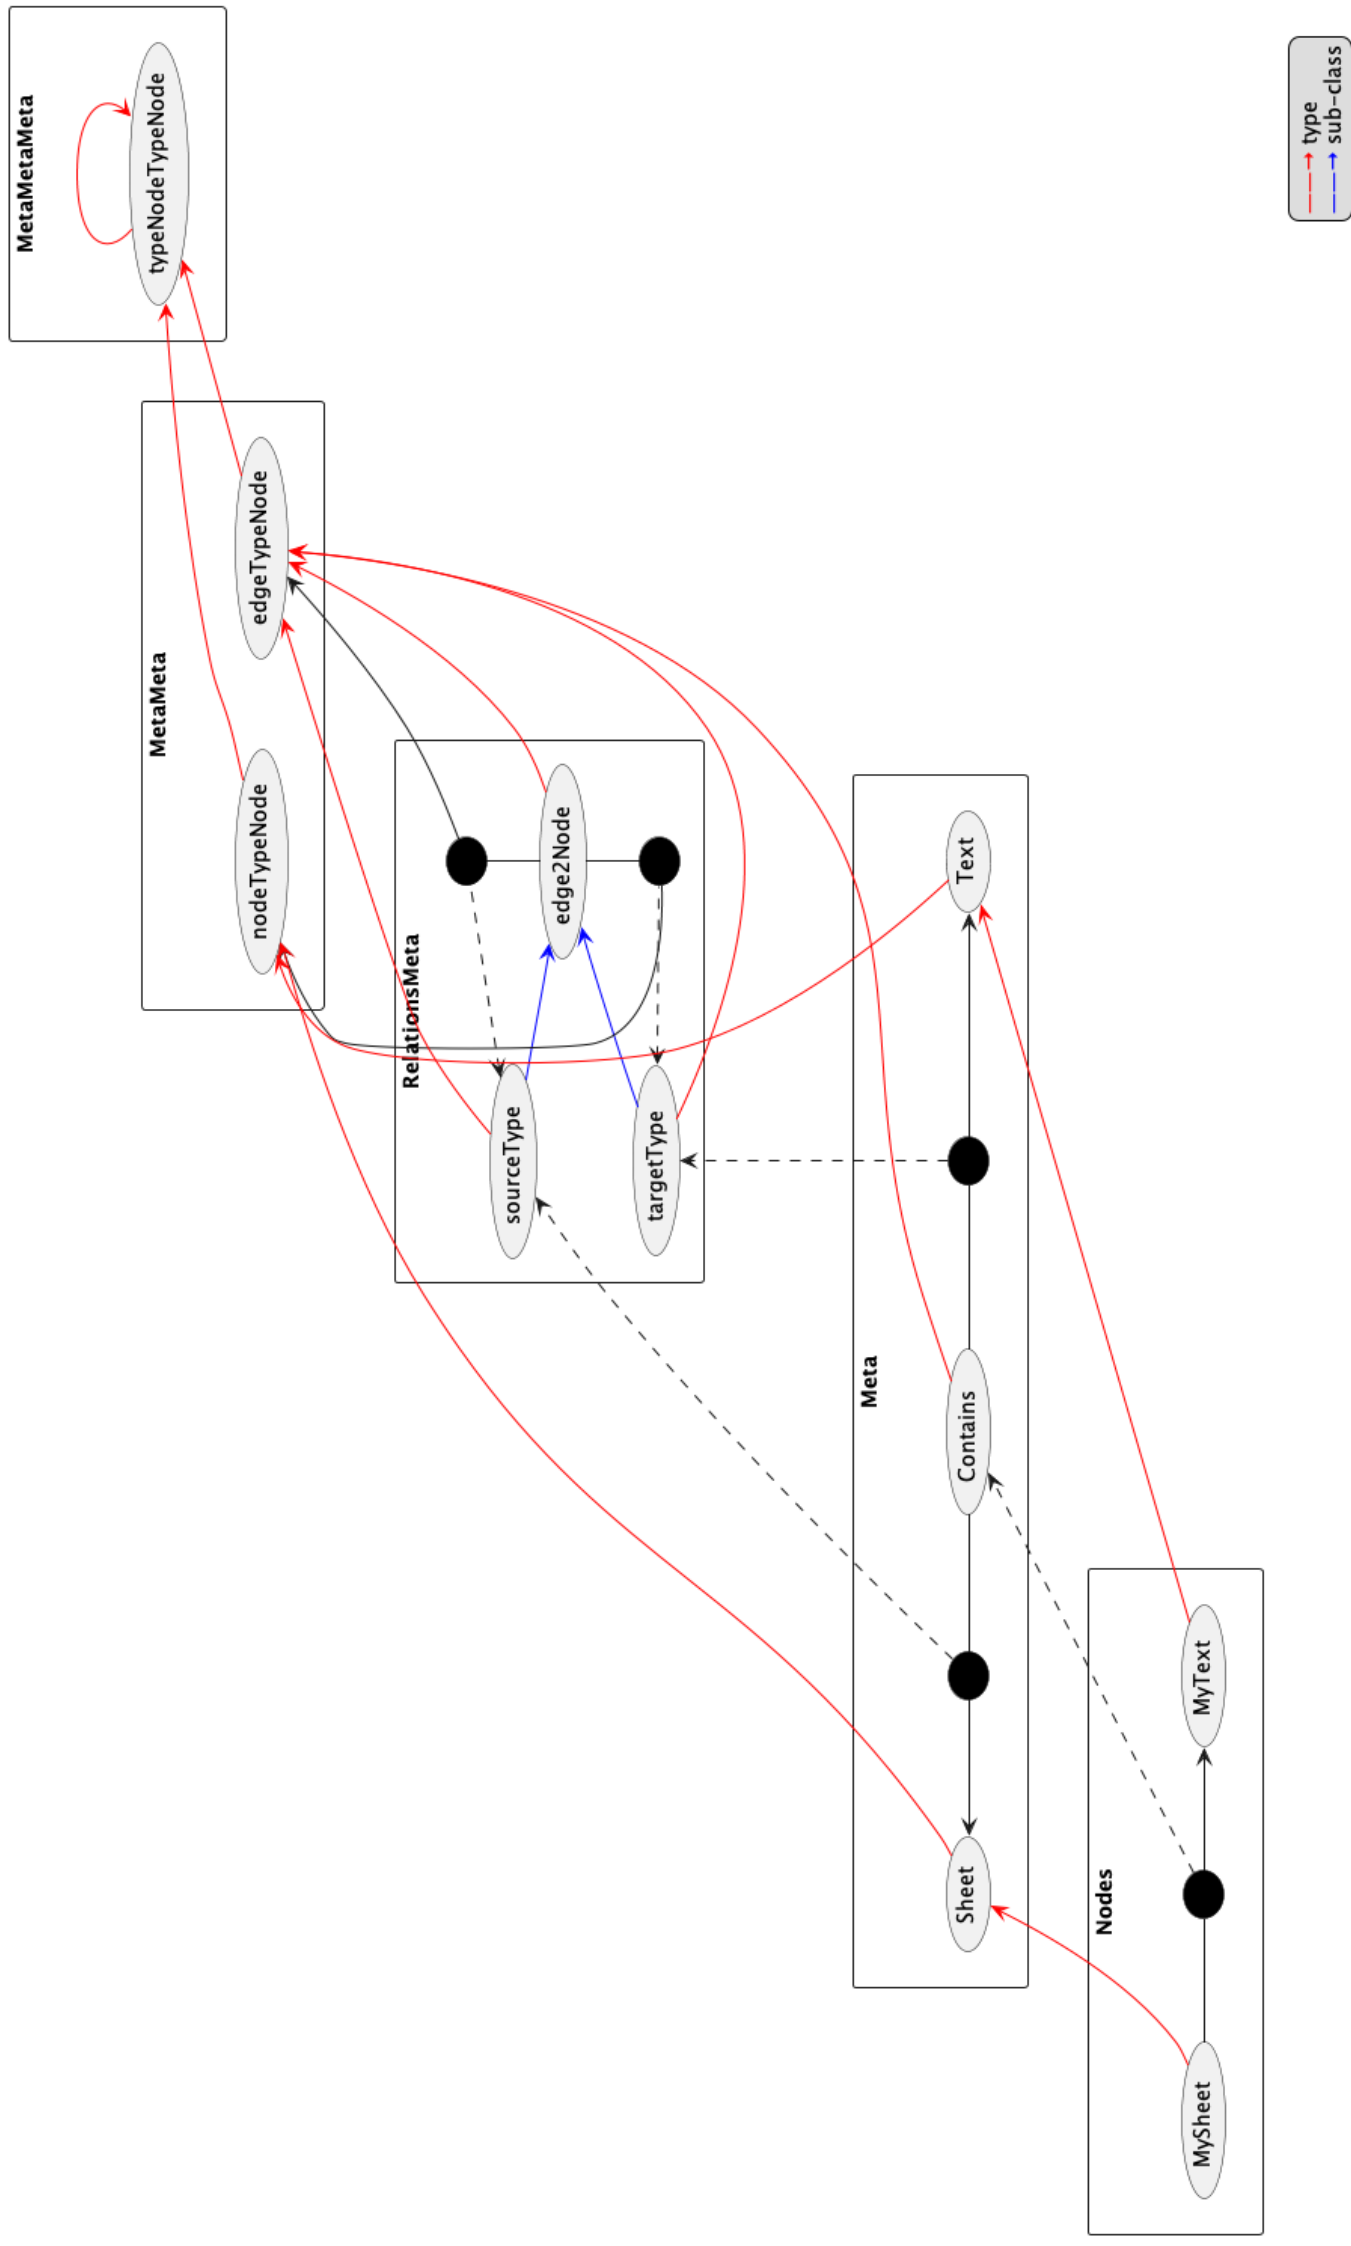 MetaMetaMeta
typeNodeTypeNode
MetaMeta
nodeTypeNode
edgeTypeNode
RelationsMeta
edge2Node
sourceType
targetType
Meta
Sheet
Contains
Text
Nodes
MySheet
MyText
type
sub-class